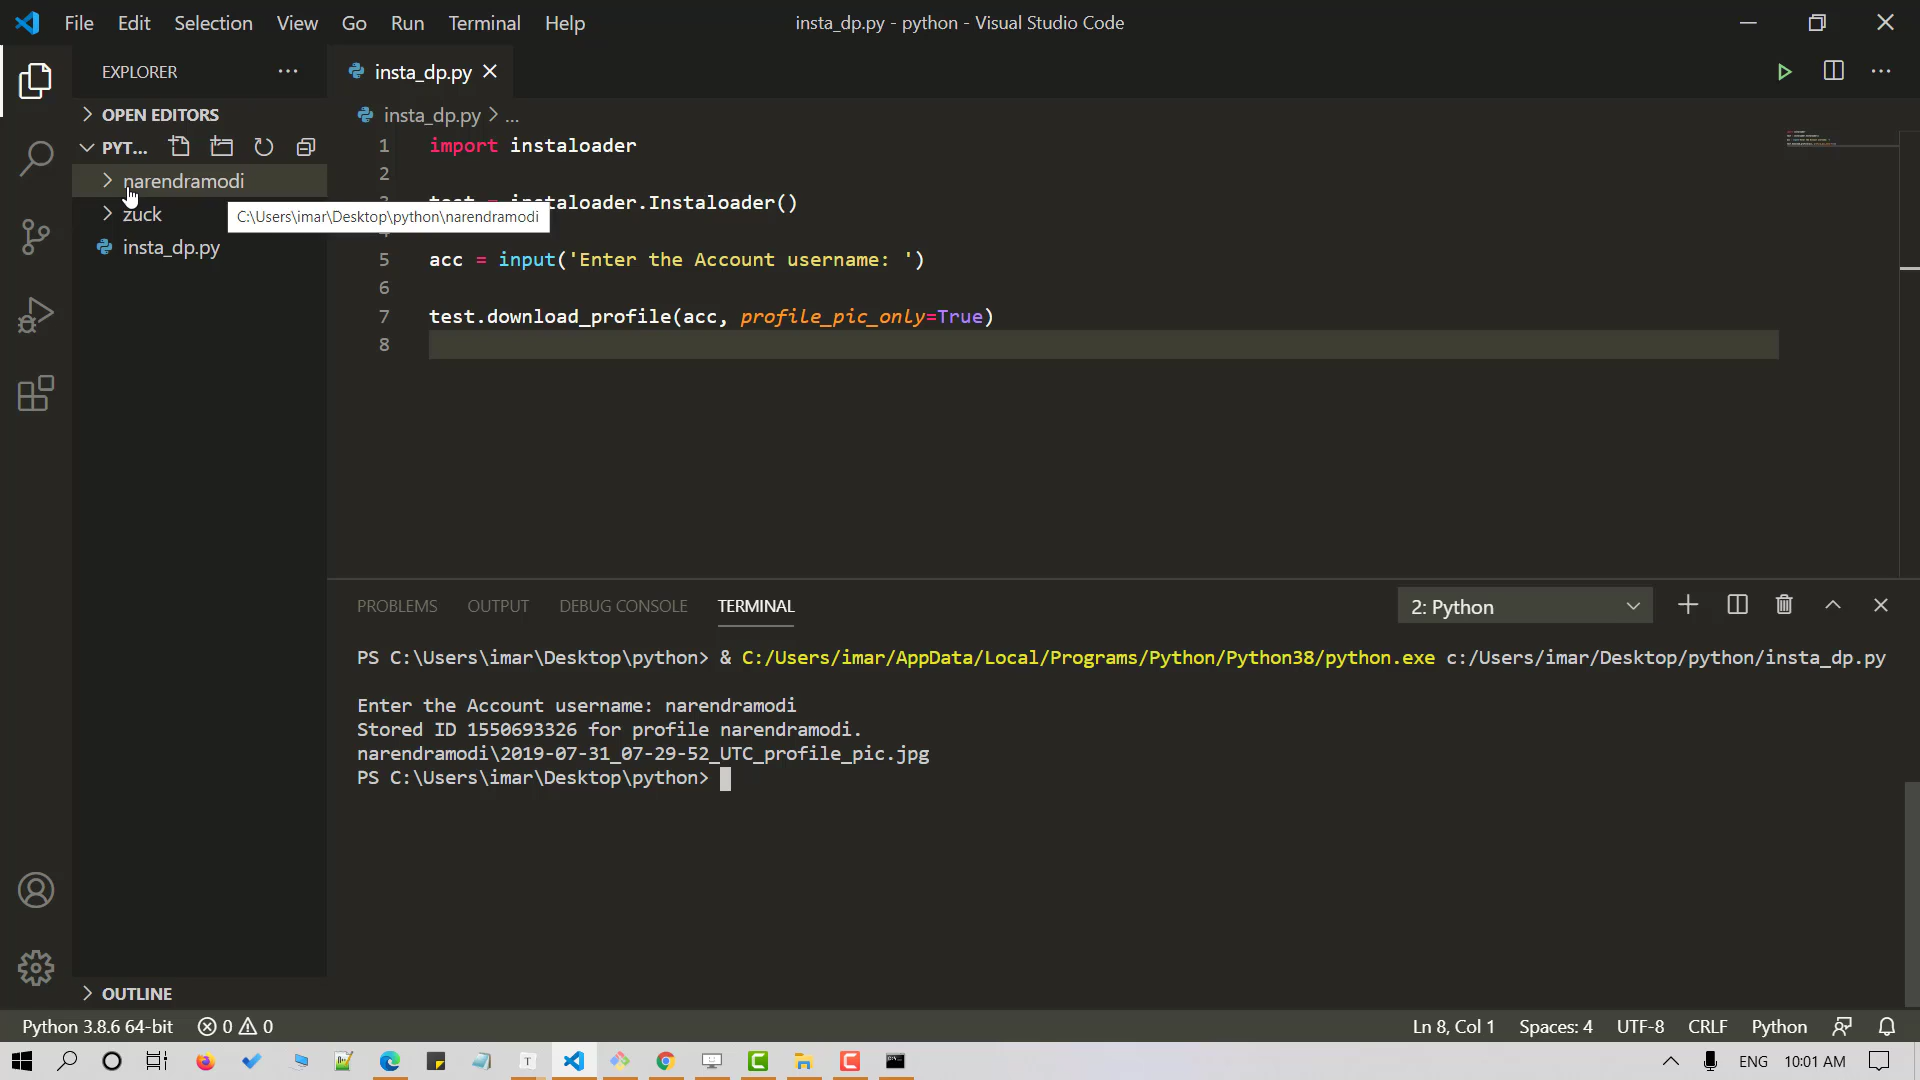 File Edit Selection View Go Run Terminal Help
insta_dp.py - python - Visual Studio Code
EXPLORER
insta_dp.py
OPEN EDITORS
insta_dp.py > ...
PYT...
narendramodi
zuck
C:\Users\imar\Desktop\python\narendramodi
insta_dp.py
1 import instaloader
2
instaloader.Instaloader()
5 acc = input('Enter the Account username: ')
6
7 test.download_profile(acc, profile_pic_only=True)
8
PROBLEMS OUTPUT DEBUG CONSOLE TERMINAL
2: Python
PS C:\Users\imar\Desktop\python> & C:/Users/imar/AppData/Local/Programs/Python/Python38/python.exe c:/Users/imar/Desktop/python/insta_dp.py
Enter the Account username: narendramodi
Stored ID 1550693326 for profile narendramodi.
narendramodi\2019-07-31_07-29-52_UTC_profile_pic.jpg
PS C:\Users\imar\Desktop\python>
OUTLINE
Python 3.8.6 64-bit 0 0
Ln 8, Col 1 Spaces: 4 UTF-8 CRLF Python
ENG 10:01 AM